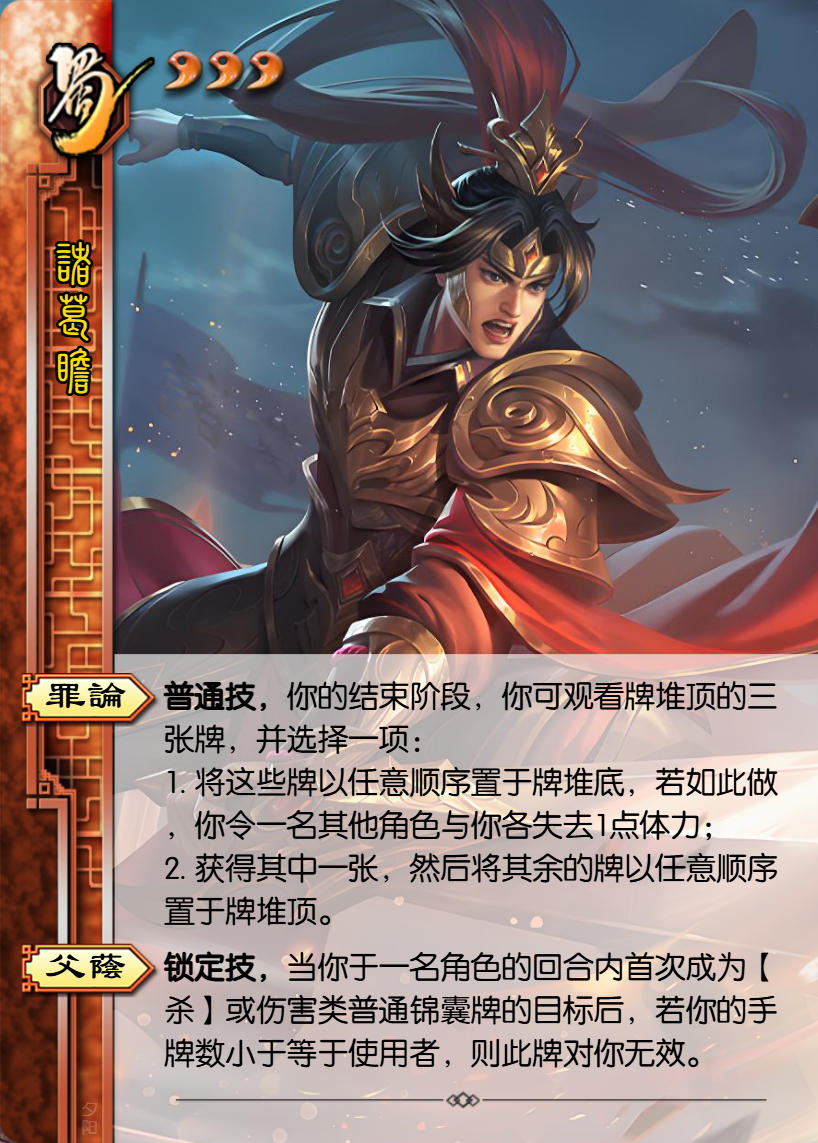 蜀
諸葛瞻
罪論
普通技，你的结束阶段，你可观看牌堆顶的三
张牌，并选择一项：
1. 将这些牌以任意顺序置于牌堆底，若如此做
，你令一名其他角色与你各失去1点体力；
2. 获得其中一张，然后将其余的牌以任意顺序
置于牌堆顶。
父蔭
锁定技，当你于一名角色的回合内首次成为【
杀】或伤害类普通锦囊牌的目标后，若你的手
牌数小于等于使用者，则此牌对你无效。
夕阳